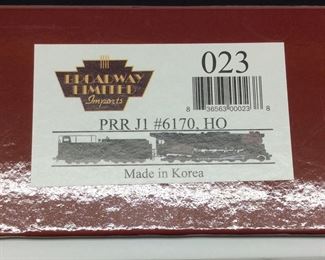 BROADWAY
LIMITED
Imports
023
8 36563 00023 8
PRR J1 #6170, HO
Made in Korea